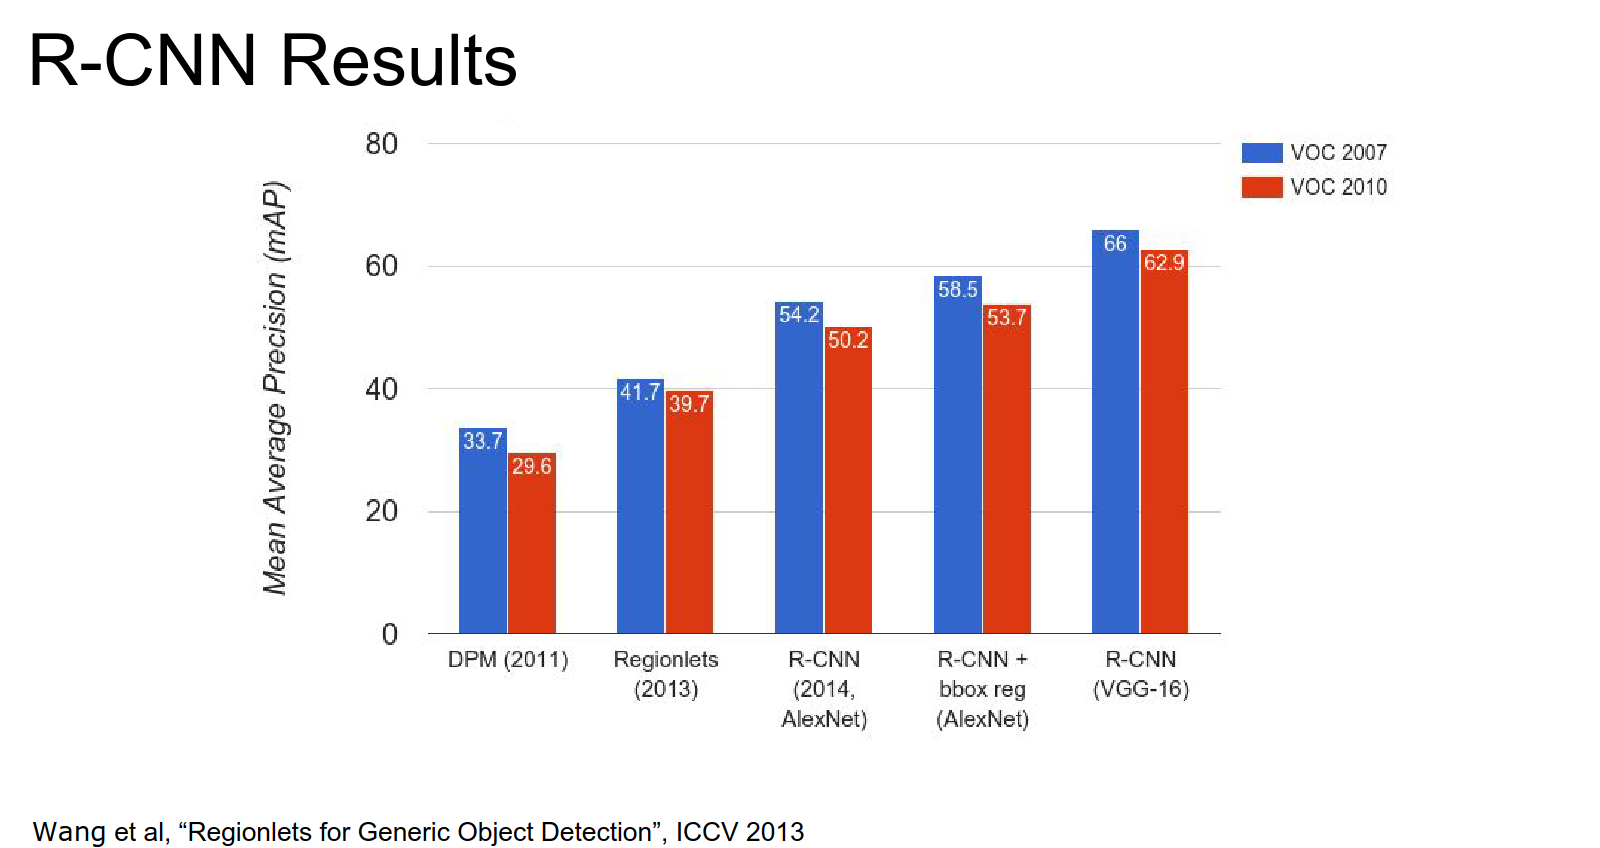 R-CNN Results
Mean Average Precision (mAP)
80
60
40
20
0
33.7
29.6
41.7
39.7
54.2
50.2
58.5
53.7
66
62.9
DPM (2011)
Regionlets
(2013)
R-CNN
(2014,
AlexNet)
R-CNN +
bbox reg
(AlexNet)
R-CNN
(VGG-16)
VOC 2007
VOC 2010
Wang et al, “Regionlets for Generic Object Detection”, ICCV 2013